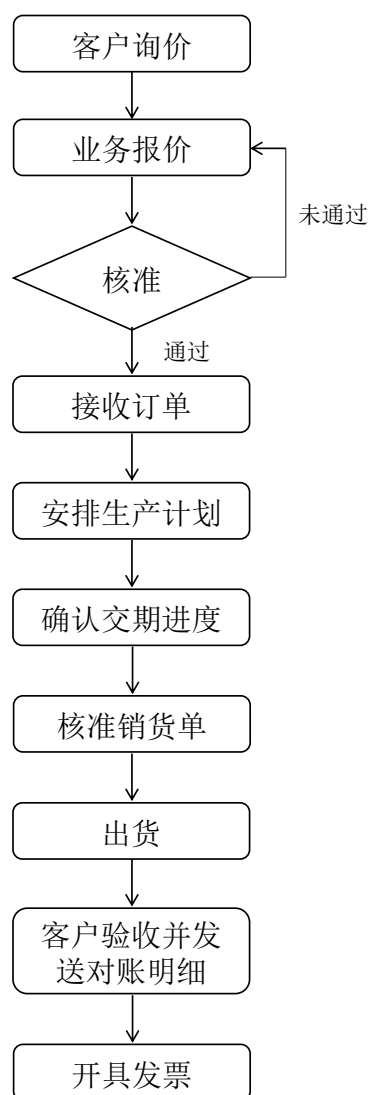 客户询价
业务报价
未通过
核准
通过
接收订单
安排生产计划
确认交期进度
核准销货单
出货
客户验收并发
送对账明细
开具发票